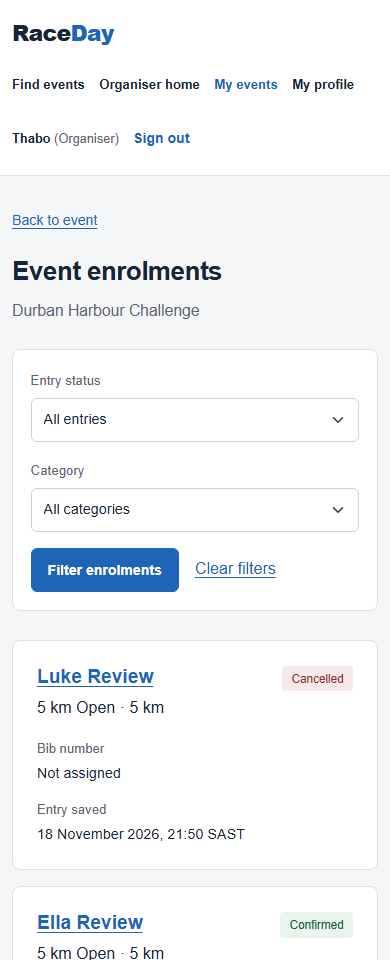 RaceDay
Find events Organiser home My events My profile
Thabo (Organiser) Sign out
Back to event
Event enrolments
Durban Harbour Challenge
Entry status
All entries
Category
All categories
Filter enrolments Clear filters
Luke Review Cancelled
5 km Open · 5 km
Bib number
Not assigned
Entry saved
18 November 2026, 21:50 SAST
Ella Review Confirmed
5 km Open · 5 km